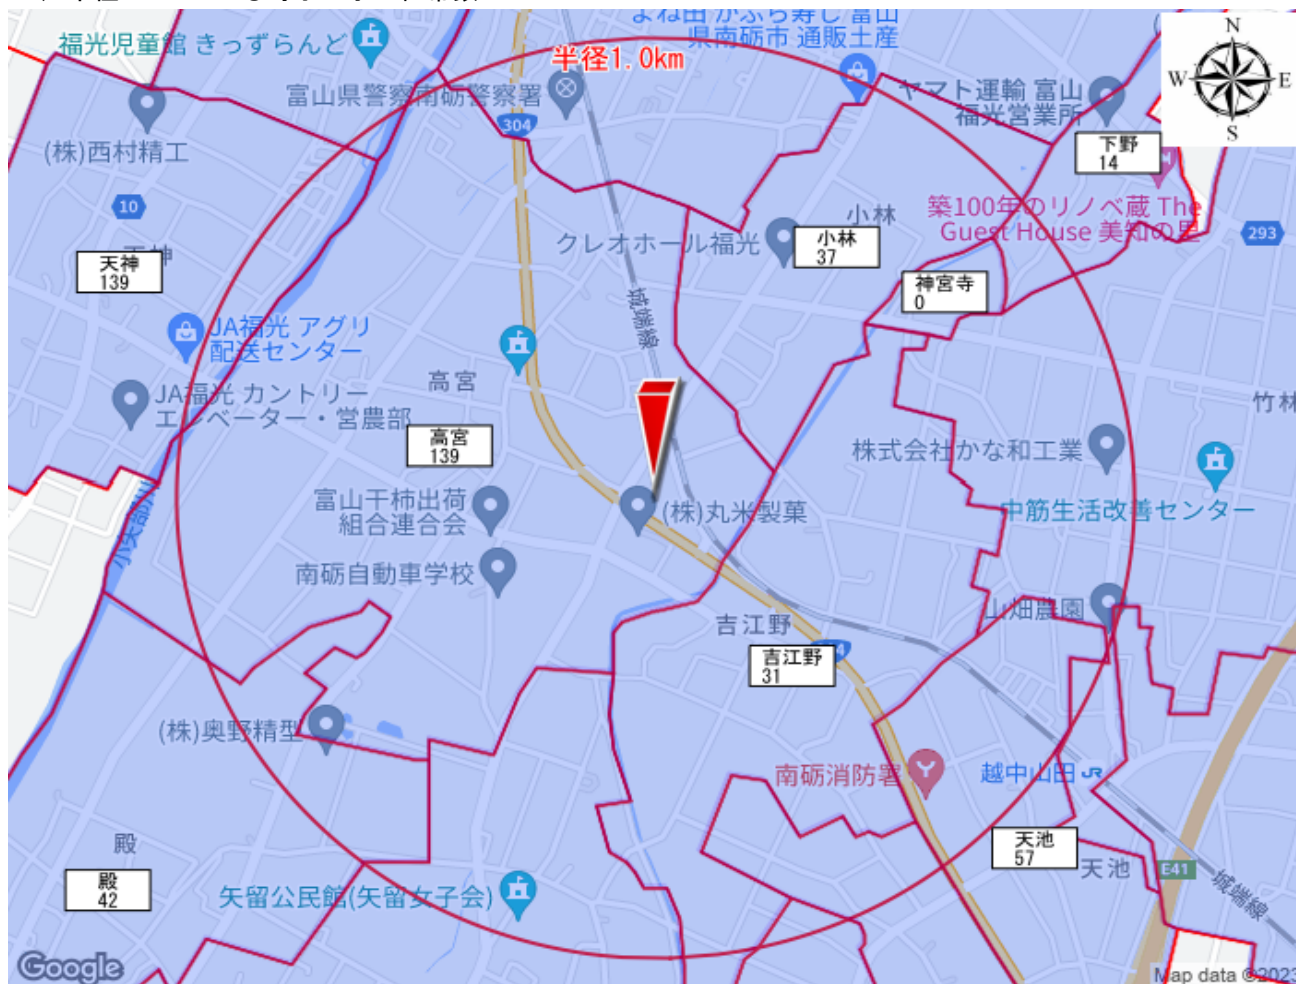 よね田 かぶら寿し 富山
県南砺市 通販土産
福光児童館 きっずらんど
半径1.0km
N
W
E
S
富山県警察南砺警察署
ヤマト運輸 富山
福光営業所
304
(株)西村精工
下野
14
10
築100年のリノベ蔵 The
Guest House 美知の里
小林
293
クレオホール福光
小林
37
天神
139
神宮寺
0
城端線
JA福光 アグリ
配送センター
高宮
JA福光 カントリー
エレベーター・営農部
竹林
高宮
139
株式会社かな和工業
富山干柿出荷
組合連合会
(株)丸米製菓
中筋生活改善センター
小矢部川
南砺自動車学校
山畑農園
吉江野
吉江野
31
(株)奥野精型
南砺消防署
越中山田
殿
天池
57
天池
E41
殿
42
矢留公民館(矢留女子会)
城端線
Google
Map data ©2023